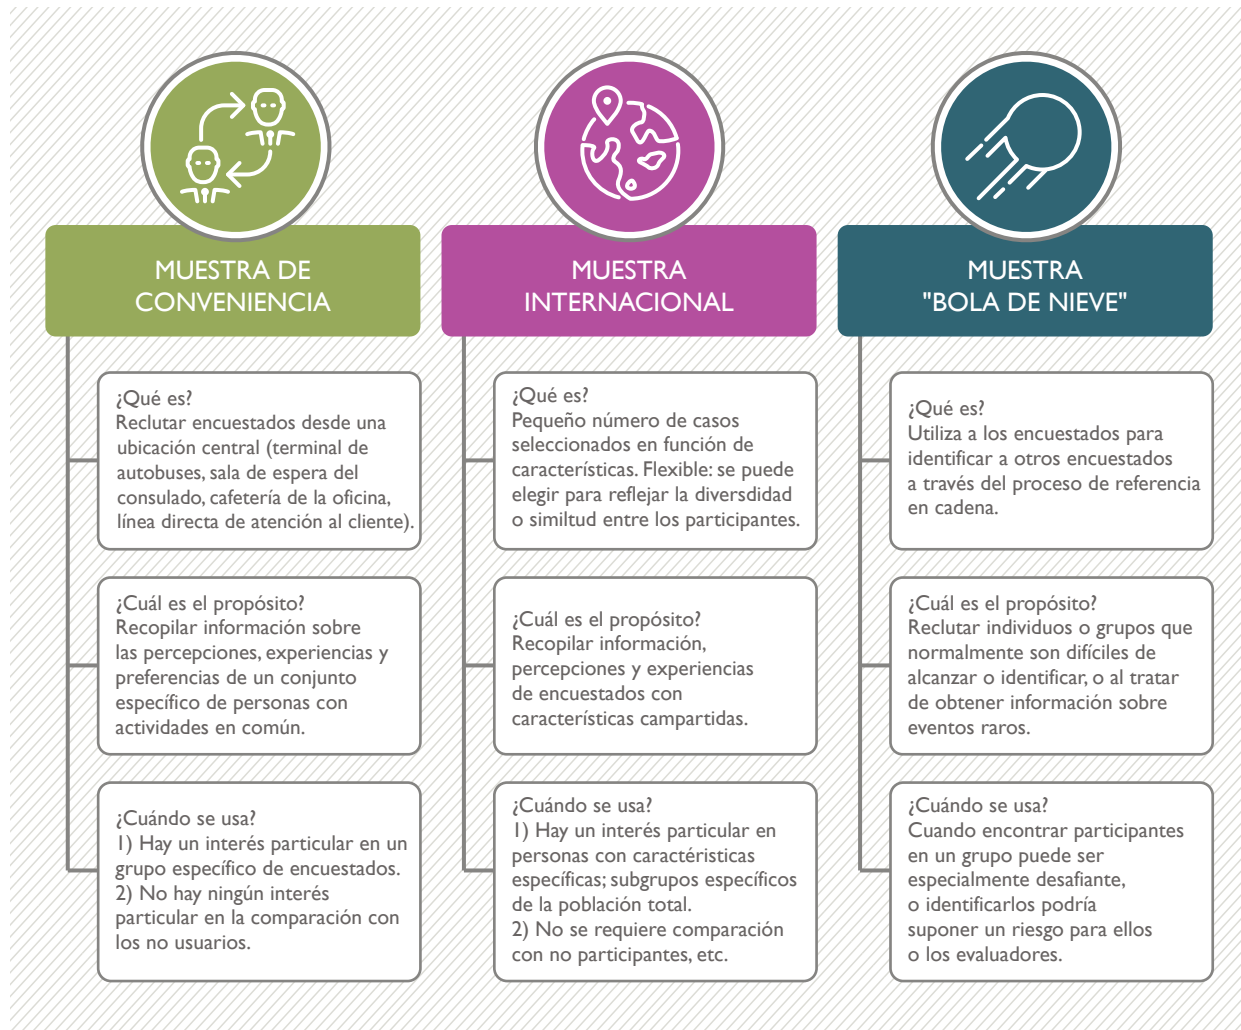 MUESTRA DE
CONVENIENCIA
¿Qué es?
Reclutar encuestados desde una
ubicación central (terminal de
autobuses, sala de espera del
consulado, cafetería de la oficina,
línea directa de atención al cliente).
¿Cuál es el propósito?
Recopilar información sobre
las percepciones, experiencias y
preferencias de un conjunto
específico de personas con
actividades en común.
¿Cuándo se usa?
1) Hay un interés particular en un
grupo específico de encuestados.
2) No hay ningún interés
particular en la comparación con
los no usuarios.
MUESTRA
INTERNACIONAL
¿Qué es?
Pequeño número de casos
seleccionados en función de
características. Flexible: se puede
elegir para reflejar la diversdidad
o similtud entre los participantes.
¿Cuál es el propósito?
Recopilar información,
percepciones y experiencias
de encuestados con
características campartidas.
¿Cuándo se usa?
1) Hay un interés particular en
personas con caractéristicas
específicas; subgrupos específicos
de la población total.
2) No se requiere comparación
con no participantes, etc.
MUESTRA
"BOLA DE NIEVE"
¿Qué es?
Utiliza a los encuestados para
identificar a otros encuestados
a través del proceso de referencia
en cadena.
¿Cuál es el propósito?
Reclutar individuos o grupos que
normalmente son difíciles de
alcanzar o identificar, o al tratar
de obtener información sobre
eventos raros.
¿Cuándo se usa?
Cuando encontrar participantes
en un grupo puede ser
especialmente desafiante,
o identificarlos podría
suponer un riesgo para ellos
o los evaluadores.